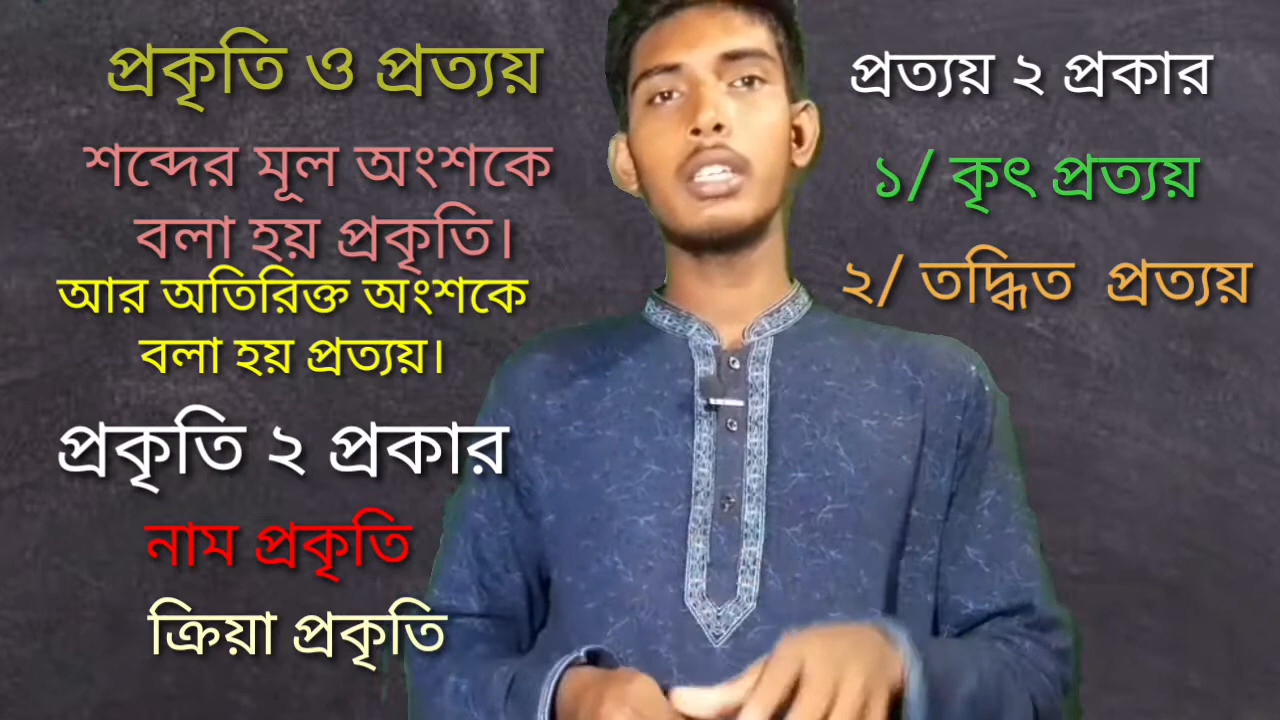 প্রকৃতি ও প্রত্যয়
শব্দের মূল অংশকে
বলা হয় প্রকৃতি।
আর অতিরিক্ত অংশকে
বলা হয় প্রত্যয়।
প্রকৃতি ২ প্রকার
নাম প্রকৃতি
ক্রিয়া প্রকৃতি
প্রত্যয় ২ প্রকার
১/ কৃৎ প্রত্যয়
২/ তদ্ধিত প্রত্যয়